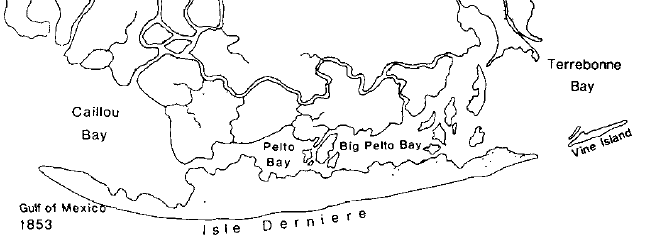 Terrebonne
Bay
Caillou
Bay
Pelto
Bay
Big Pelto Bay
Vine Island
Gulf of Mexico
1853
Isle Derniere